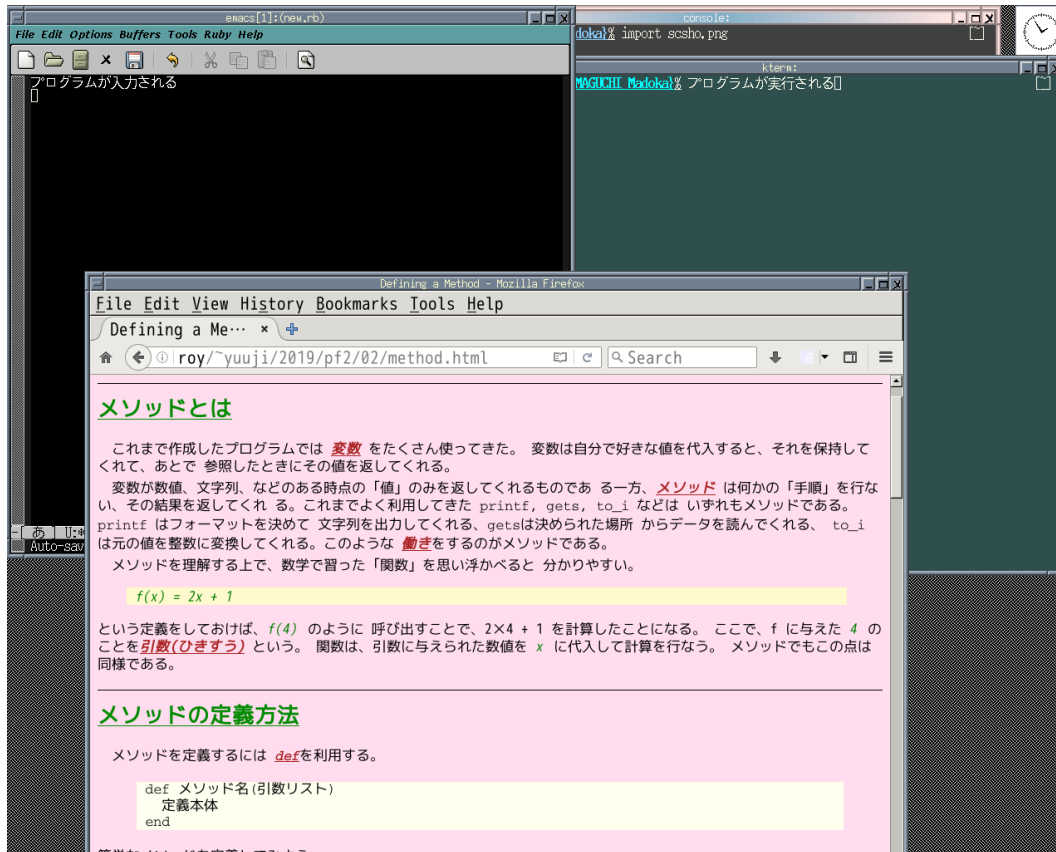 emacs[1]:(new.rb)
File Edit Options Buffers Tools Ruby Help
プログラムが入力される
-[ あ] U:*
Auto-sav
console:
doka}% import scsho.png
[~]
kterm:
MAGUCHI Madoka}% プログラムが実行される
[~]
Defining a Method - Mozilla Firefox
File Edit View History Bookmarks Tools Help
Defining a Me… ×
roy/~yuuji/2019/pf2/02/method.html
Search
メソッドとは
これまで作成したプログラムでは 変数 をたくさん使ってきた。 変数は自分で好きな値を代入すると、それを保持して
くれて、あとで 参照したときにその値を返してくれる。
変数が数値、文字列、などのある時点の「値」のみを返してくれるものであ る一方、メソッド は何かの「手順」を行な
い、その結果を返してくれ る。これまでよく利用してきた printf, gets, to_i などは いずれもメソッドである。
printf はフォーマットを決めて 文字列を出力してくれる、getsは決められた場所 からデータを読んでくれる、 to_i
は元の値を整数に変換してくれる。このような 働きをするのがメソッドである。
メソッドを理解する上で、数学で習った「関数」を思い浮かべると 分かりやすい。
f(x) = 2x + 1
という定義をしておけば、f(4) のように 呼び出すことで、2×4 + 1 を計算したことになる。 ここで、f に与えた 4 の
ことを引数(ひきすう) という。 関数は、引数に与えられた数値を x に代入して計算を行なう。 メソッドでもこの点は
同様である。
メソッドの定義方法
メソッドを定義するには defを利用する。
def メソッド名(引数リスト)
定義本体
end